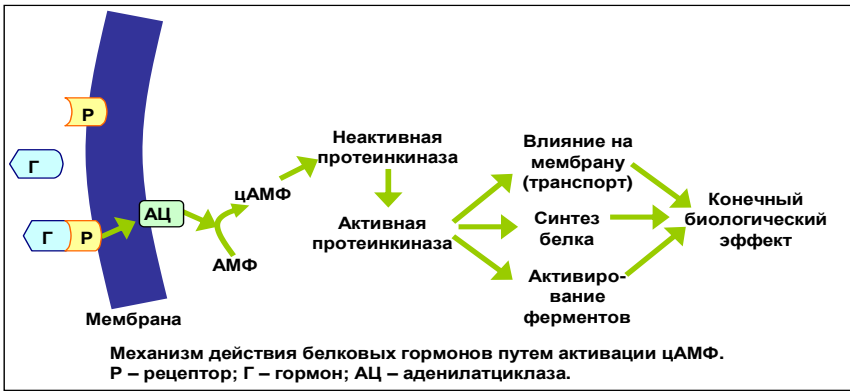 Р
Г
Г
Р
АЦ
цАМФ
АМФ
Мембрана
Неактивная
протеинкиназа
Активная
протеинкиназа
Влияние на
мембрану
(транспорт)
Синтез
белка
Активиро-
вание
ферментов
Конечный
биологический
эффект
Механизм действия белковых гормонов путем активации цАМФ.
Р – рецептор; Г – гормон; АЦ – аденилатциклаза.